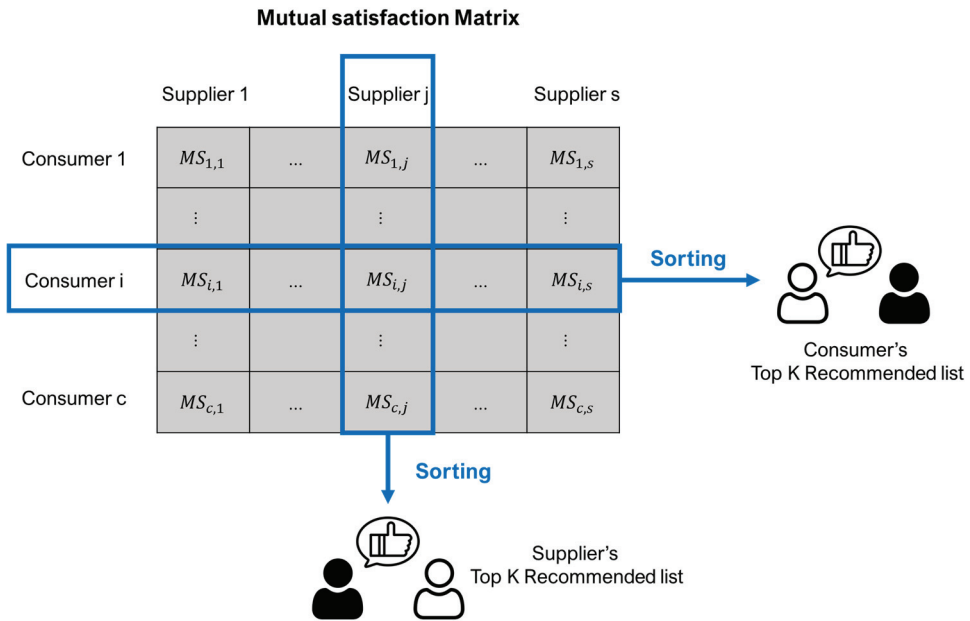 Mutual satisfaction Matrix
Supplier 1 Supplier j Supplier s
Consumer 1 MS1,1 ... MS1,j ... MS1,s
⋮ ⋮ ⋮
Consumer i MSi,1 ... MSi,j ... MSi,s
Sorting
⋮ ⋮ ⋮
Consumer's
Top K Recommended list
Consumer c MSc,1 ... MSc,j ... MSc,s
Sorting
Supplier's
Top K Recommended list